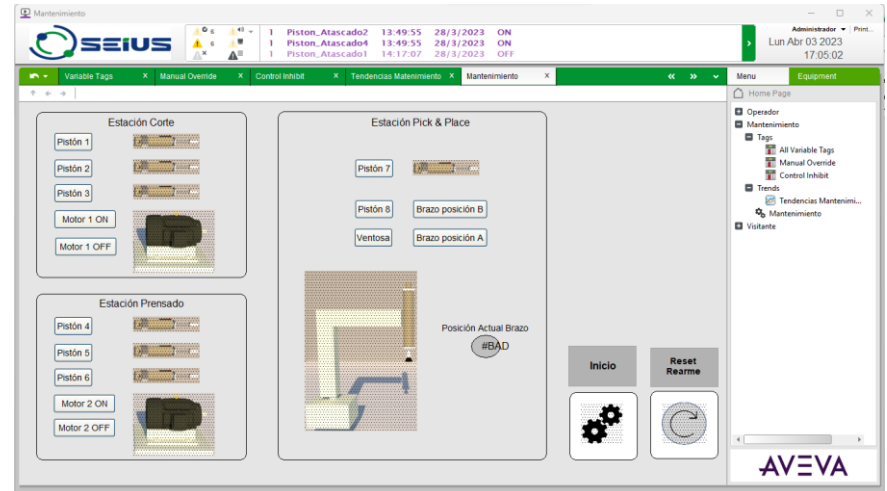 Mantenimiento
SEIUS
6
6
1 Piston_Atascado2 13:49:55 28/3/2023 ON
1 Piston_Atascado4 13:49:55 28/3/2023 ON
1 Piston_Atascado1 14:17:07 28/3/2023 OFF
Administrador Print...
Lun Abr 03 2023
17:05:02
Variable Tags X Manual Override X Control Inhibit X Tendencias Matenimiento X Mantenimiento X
Menu Equipment
Home Page
Operador
Mantenimiento
Tags
All Variable Tags
Manual Override
Control Inhibit
Trends
Tendencias Mantenimi...
Mantenimiento
Visitante
Estación Corte
Pistón 1
Pistón 2
Pistón 3
Motor 1 ON
Motor 1 OFF
Estación Prensado
Pistón 4
Pistón 5
Pistón 6
Motor 2 ON
Motor 2 OFF
Estación Pick & Place
Pistón 7
Pistón 8 Brazo posición B
Ventosa Brazo posición A
Posición Actual Brazo
#BAD
Inicio
Reset
Rearme
AVEVA